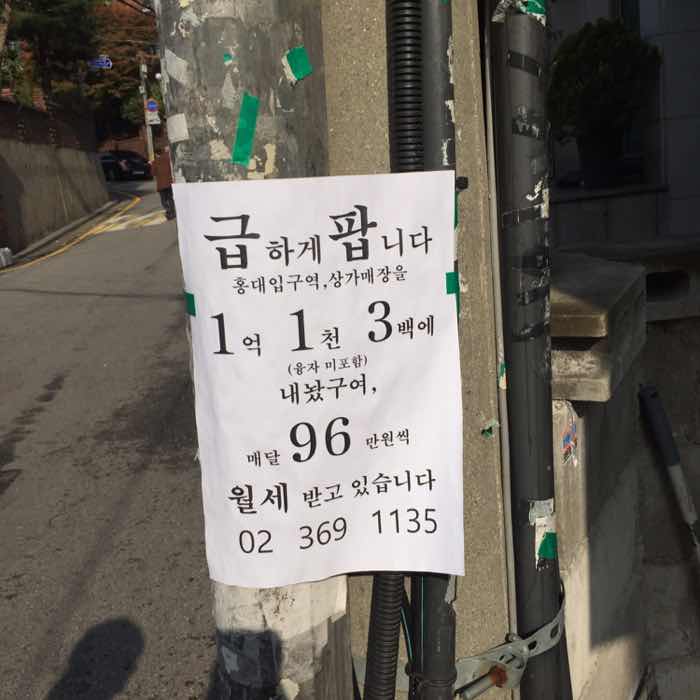 급하게 팝니다
홍대입구역,상가매장을
1억 1천 3백에
(융자 미포함)
내놨구여,
매달 96 만원씩
월세 받고 있습니다
02 369 1135